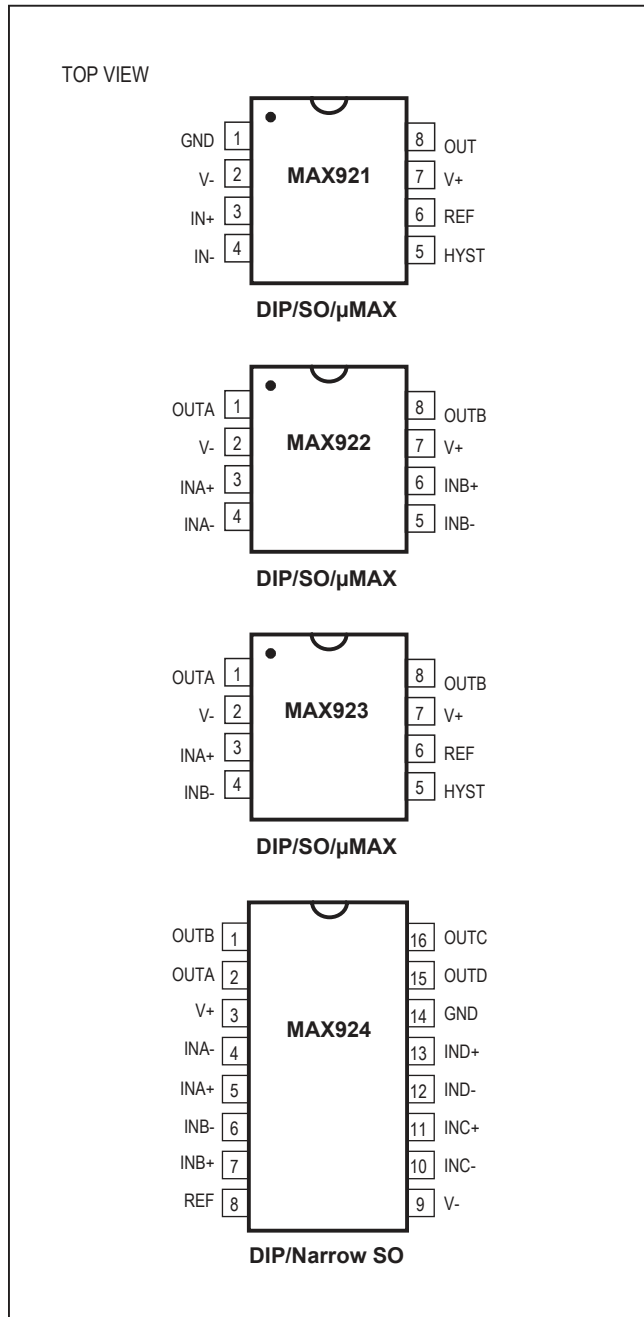 TOP VIEW
GND 1 MAX921 8 OUT
V- 2 7 V+
IN+ 3 6 REF
IN- 4 5 HYST
DIP/SO/µMAX
OUTA 1 MAX922 8 OUTB
V- 2 7 V+
INA+ 3 6 INB+
INA- 4 5 INB-
DIP/SO/µMAX
OUTA 1 MAX923 8 OUTB
V- 2 7 V+
INA+ 3 6 REF
INB- 4 5 HYST
DIP/SO/µMAX
OUTB 1 16 OUTC
OUTA 2 15 OUTD
V+ 3 MAX924 14 GND
INA- 4 13 IND+
INA+ 5 12 IND-
INB- 6 11 INC+
INB+ 7 10 INC-
REF 8 9 V-
DIP/Narrow SO